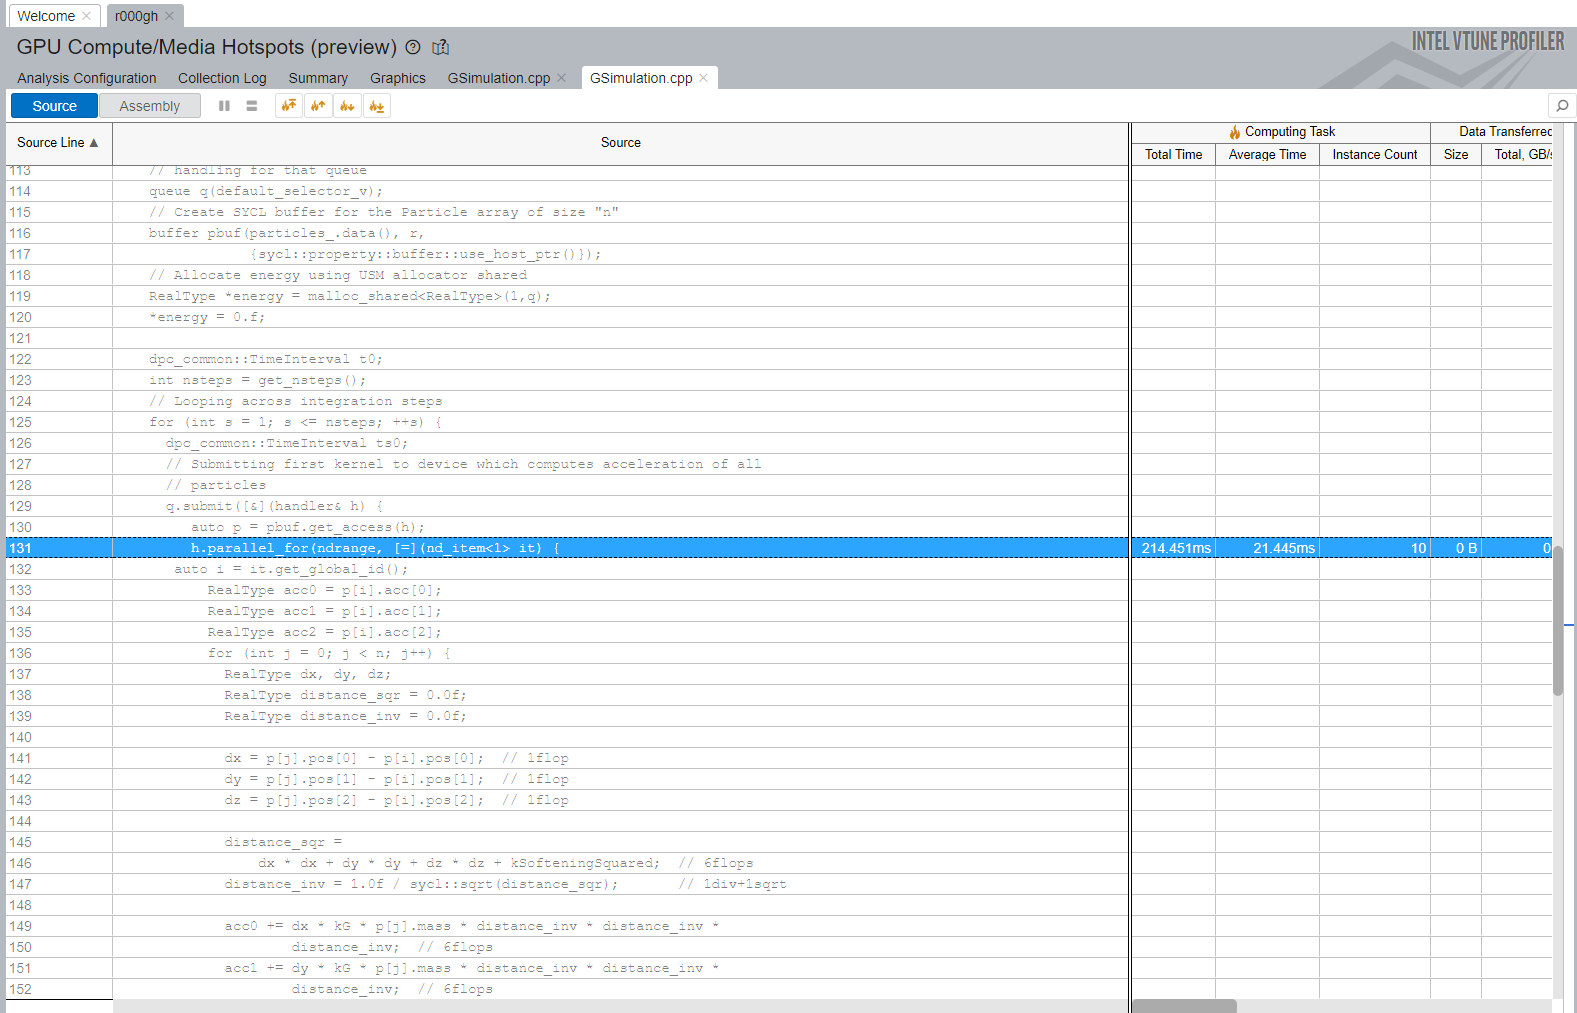 Welcome × r000gh ×
GPU Compute/Media Hotspots (preview)
INTEL VTUNE PROFILER
Analysis Configuration Collection Log Summary Graphics GSimulation.cpp × GSimulation.cpp ×
Source Assembly
Source Line ▲ Source Computing Task Data Transferred
Total Time Average Time Instance Count Size Total, GB/s
113 // handling for that queue
114 queue q(default_selector_v);
115 // Create SYCL buffer for the Particle array of size "n"
116 buffer pbuf(particles_.data(), r,
117 {sycl::property::buffer::use_host_ptr()});
118 // Allocate energy using USM allocator shared
119 RealType *energy = malloc_shared<RealType>(1,q);
120 *energy = 0.f;
121
122 dpc_common::TimeInterval t0;
123 int nsteps = get_nsteps();
124 // Looping across integration steps
125 for (int s = 1; s <= nsteps; ++s) {
126 dpc_common::TimeInterval ts0;
127 // Submitting first kernel to device which computes acceleration of all
128 // particles
129 q.submit([&](handler& h) {
130 auto p = pbuf.get_access(h);
131 h.parallel_for(ndrange, [=](nd_item<1> it) { 214.451ms 21.445ms 10 0 B 0
132 auto i = it.get_global_id();
133 RealType acc0 = p[i].acc[0];
134 RealType acc1 = p[i].acc[1];
135 RealType acc2 = p[i].acc[2];
136 for (int j = 0; j < n; j++) {
137 RealType dx, dy, dz;
138 RealType distance_sqr = 0.0f;
139 RealType distance_inv = 0.0f;
140
141 dx = p[j].pos[0] - p[i].pos[0]; // 1flop
142 dy = p[j].pos[1] - p[i].pos[1]; // 1flop
143 dz = p[j].pos[2] - p[i].pos[2]; // 1flop
144
145 distance_sqr =
146 dx * dx + dy * dy + dz * dz + kSofteningSquared; // 6flops
147 distance_inv = 1.0f / sycl::sqrt(distance_sqr); // 1div+1sqrt
148
149 acc0 += dx * kG * p[j].mass * distance_inv * distance_inv *
150 distance_inv; // 6flops
151 acc1 += dy * kG * p[j].mass * distance_inv * distance_inv *
152 distance_inv; // 6flops